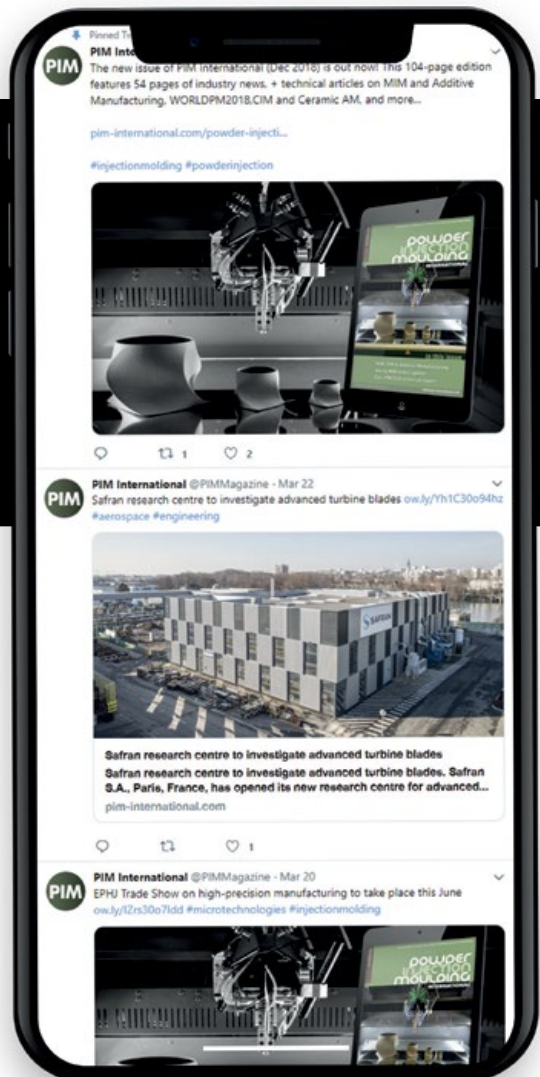 Pinned Tw
PIM
PIM Inte
The new issue of PIM International (Dec 2018) is out now! This 104-page edition
features 54 pages of industry news, + technical articles on MIM and Additive
Manufacturing, WORLDPM2018,CIM and Ceramic AM, and more...
pim-international.com/powder-injecti...
#injectionmolding #powderinjection
POWDER
INJECTION
MOULDING
INTERNATIONAL
in this issue
1
2
PIM
PIM International @PIMMagazine - Mar 22
Safran research centre to investigate advanced turbine blades ow.ly/Yh1C30o94hz
#aerospace #engineering
SAFRAN
Safran research centre to investigate advanced turbine blades
Safran research centre to investigate advanced turbine blades. Safran
S.A., Paris, France, has opened its new research centre for advanced...
pim-international.com
1
PIM
PIM International @PIMMagazine - Mar 20
EPHJ Trade Show on high-precision manufacturing to take place this June
ow.ly/lZrs30o7ldd #microtechnologies #injectionmolding
POWDER
INJECTION
MOULDING
INTERNATIONAL